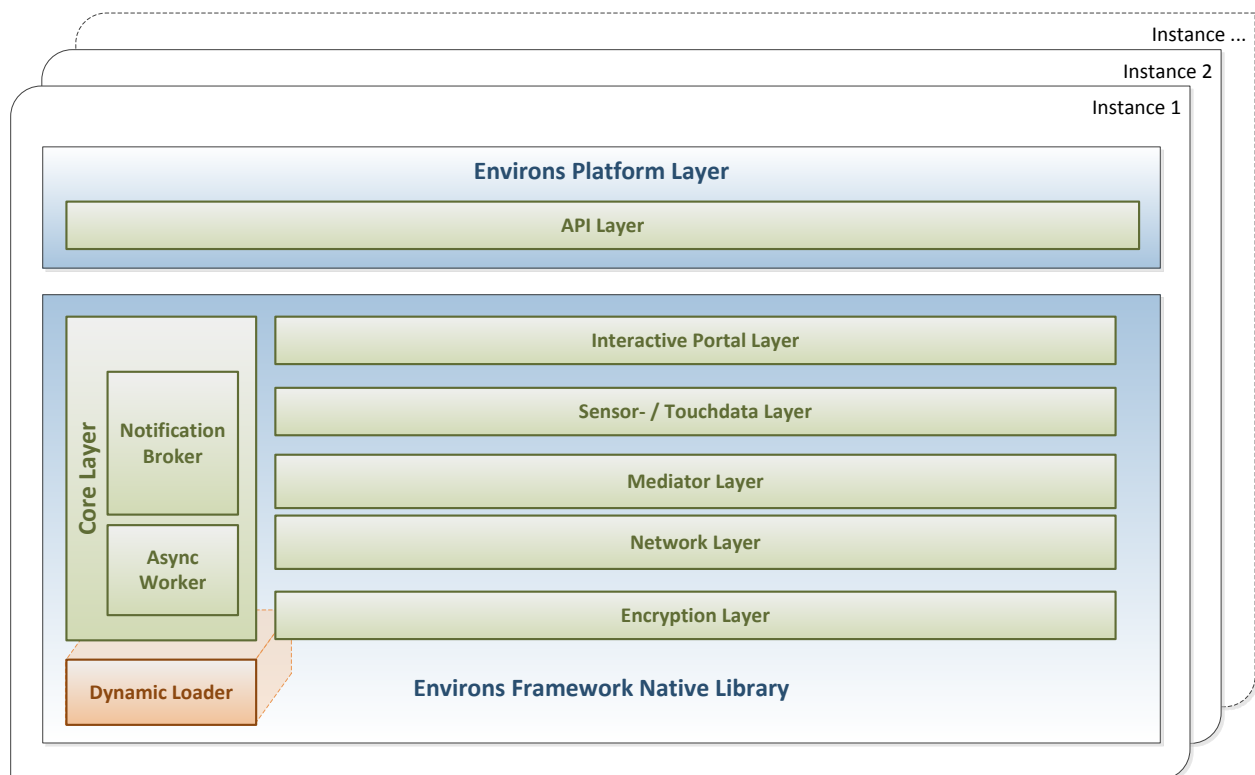 Instance ...
Instance 2
Instance 1
Environs Platform Layer
API Layer
Core Layer
Notification
Broker
Async
Worker
Interactive Portal Layer
Sensor- / Touchdata Layer
Mediator Layer
Network Layer
Encryption Layer
Dynamic Loader
Environs Framework Native Library